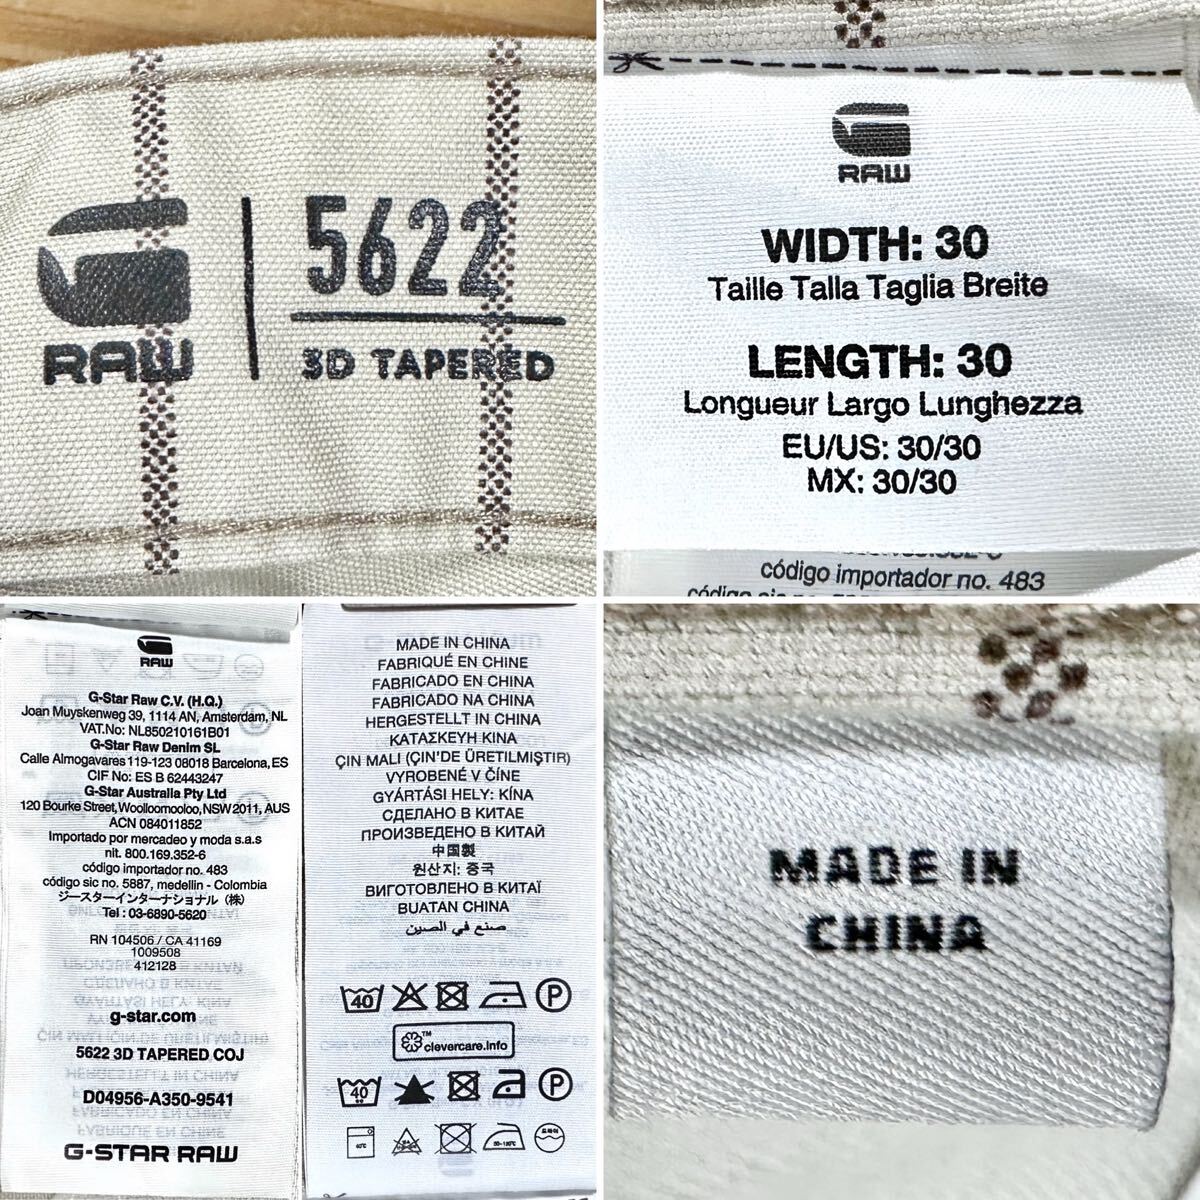 RAW
5622
3D TAPERED
RAW
WIDTH: 30
Taille Talla Taglia Breite
LENGTH: 30
Longueur Largo Lunghezza
EU/US: 30/30
MX: 30/30
código importador no. 483
RAW
G-Star Raw C.V. (H.Q.)
Joan Muyskenweg 39, 1114 AN, Amsterdam, NL
VAT.No: NL850210161B01
G-Star Raw Denim SL
Calle Almogavares 119-123 08018 Barcelona, ES
CIF No: ES B 62443247
G-Star Australia Pty Ltd
120 Bourke Street, Woolloomooloo, NSW 2011, AUS
ACN 084011852
Importado por mercadeo y moda s.a.s
nit. 800.169.352-6
código importador no. 483
código sic no. 5887, medellin - Colombia
ジースターインターナショナル（株）
Tel : 03-6890-5620
RN 104506 / CA 41169
1009508
412128
g-star.com
5622 3D TAPERED COJ
D04956-A350-9541
G-STAR RAW
MADE IN CHINA
FABRIQUÉ EN CHINE
FABRICADO EN CHINA
FABRICADO NA CHINA
HERGESTELLT IN CHINA
ΚΑΤΑΣΚΕΥΗ ΚΙΝΑ
ÇIN MALI (ÇIN'DE ÜRETILMIŞTIR)
VYROBENÉ V ČÍNE
GYÁRTÁSI HELY: KÍNA
СДЕЛАНО В КИТАЕ
ПРОИЗВЕДЕНО В КИТАЙ
中国製
원산지: 중국
ВИГОТОВЛЕНО В КИТАЇ
BUATAN CHINA
صنع في الصين
40 P
clevercare.info
40 P
MADE IN
CHINA